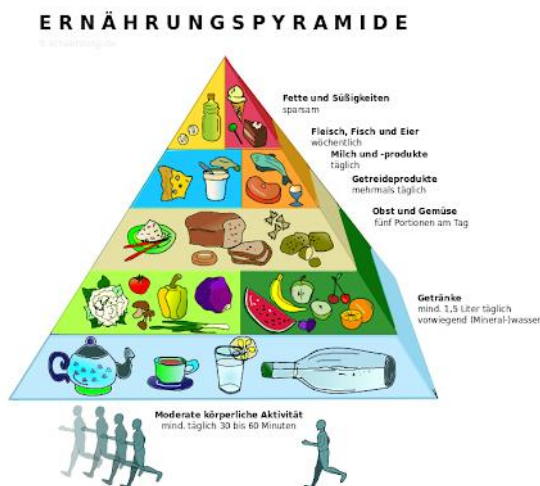 ERNÄHRUNGSPYRAMIDE
Fette und Süßigkeiten
sparsam
Fleisch, Fisch und Eier
wöchentlich
Milch und -produkte
täglich
Getreideprodukte
mehrmals täglich
Obst und Gemüse
fünf Portionen am Tag
Getränke
mind. 1,5 Liter täglich
vorwiegend (Mineral-)wasser
Moderate körperliche Aktivität
mind. täglich 30 bis 60 Minuten